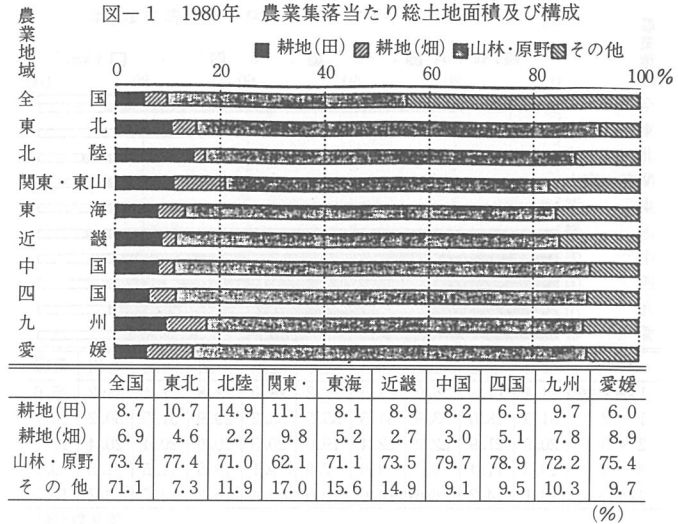 図－1 1980年 農業集落当たり総土地面積及び構成
農業地域
耕地(田) 耕地(畑) 山林・原野 その他
0 20 40 60 80 100%
全国
東北
北陸
関東・東山
東海
近畿
中国
四国
九州
愛媛
全国 東北 北陸 関東・ 東海 近畿 中国 四国 九州 愛媛
耕地(田) 8.7 10.7 14.9 11.1 8.1 8.9 8.2 6.5 9.7 6.0
耕地(畑) 6.9 4.6 2.2 9.8 5.2 2.7 3.0 5.1 7.8 8.9
山林・原野 73.4 77.4 71.0 62.1 71.1 73.5 79.7 78.9 72.2 75.4
その他 71.1 7.3 11.9 17.0 15.6 14.9 9.1 9.5 10.3 9.7
(%)